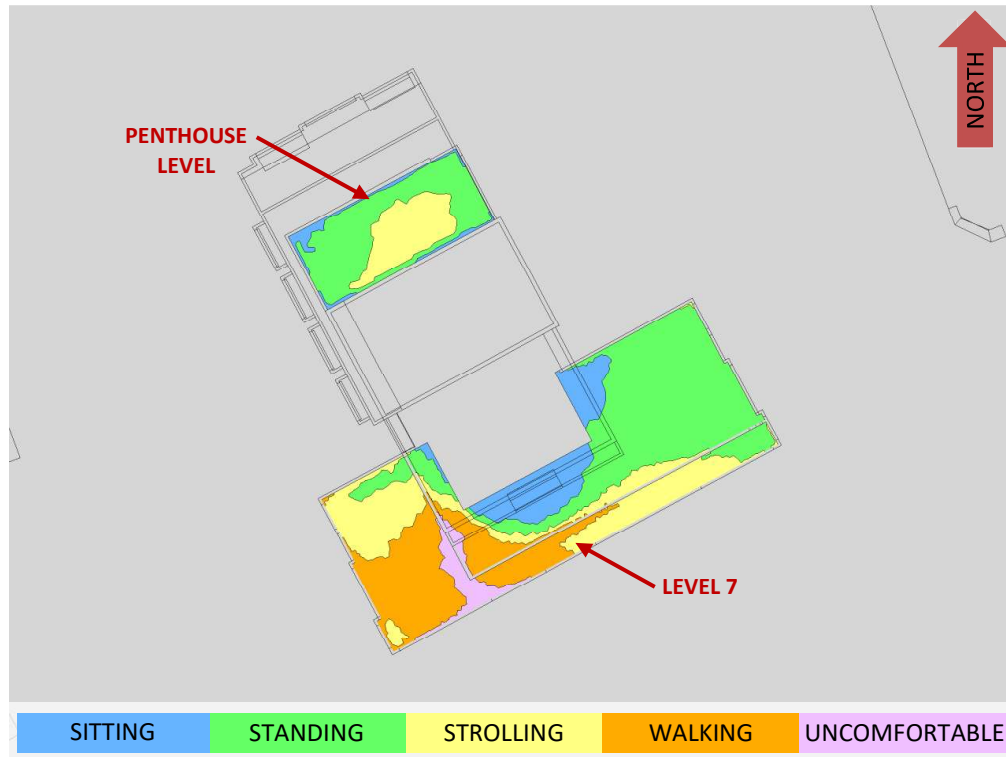 NORTH
PENTHOUSE
LEVEL
LEVEL 7
SITTING
STANDING
STROLLING
WALKING
UNCOMFORTABLE